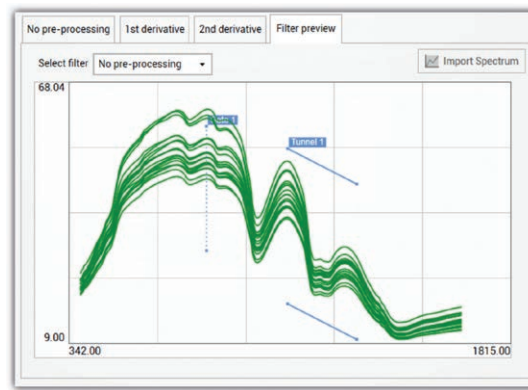 No pre-processing 1st derivative 2nd derivative Filter preview
Select filter No pre-processing Import Spectrum
68.04
Tunnel 1
9.00
342.00 1815.00